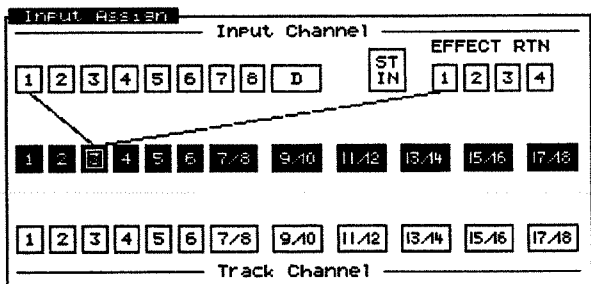 Input Assign
Input Channel
EFFECT RTN
1 2 3 4 5 6 7 8 D ST IN 1 2 3 4
1 2 3 4 5 6 7/8 9/10 11/12 13/14 15/16 17/18
1 2 3 4 5 6 7/8 9/10 11/12 13/14 15/16 17/18
Track Channel